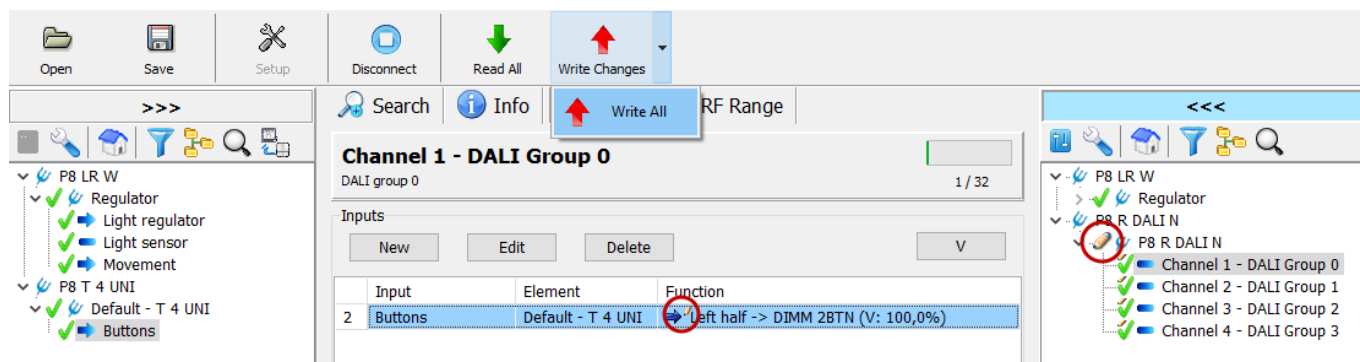 Open Save Setup Disconnect Read All Write Changes
Write All
>>>
P8 LR W
Regulator
Light regulator
Light sensor
Movement
P8 T 4 UNI
Default - T 4 UNI
Buttons
Search Info RF Range
Channel 1 - DALI Group 0
DALI group 0 1 / 32
Inputs
New Edit Delete V
Input Element Function
2 Buttons Default - T 4 UNI Left half -> DIMM 2BTN (V: 100,0%)
<<<
P8 LR W
Regulator
P8 R DALI N
P8 R DALI N
Channel 1 - DALI Group 0
Channel 2 - DALI Group 1
Channel 3 - DALI Group 2
Channel 4 - DALI Group 3